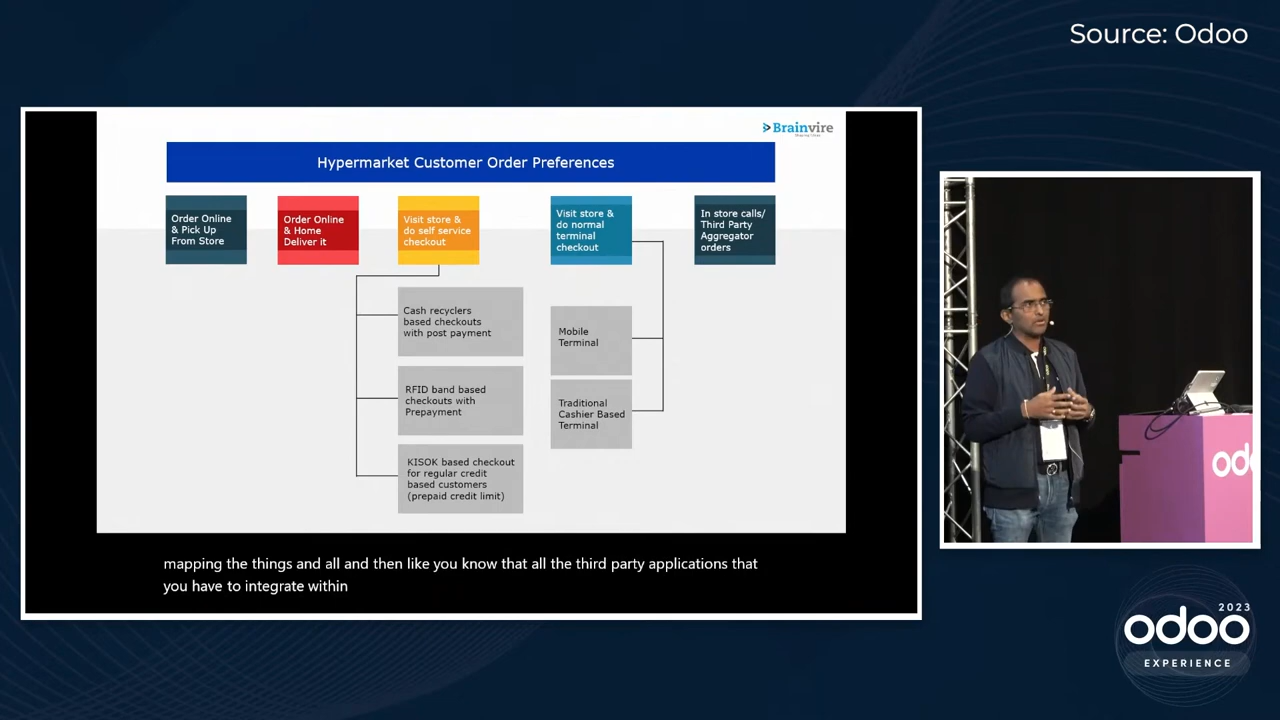 Source: Odoo
Brainvire
Hypermarket Customer Order Preferences
Order Online
& Pick Up
From Store
Order Online
& Home
Deliver it
Visit store &
do self service
checkout
Visit store &
do normal
terminal
checkout
In store calls/
Third Party
Aggregator
orders
Cash recyclers
based checkouts
with post payment
RFID band based
checkouts with
Prepayment
KISOK based checkout
for regular credit
based customers
(prepaid credit limit)
Mobile
Terminal
Traditional
Cashier Based
Terminal
mapping the things and all and then like you know that all the third party applications that
you have to integrate within
od
2023
odoo
EXPERIENCE